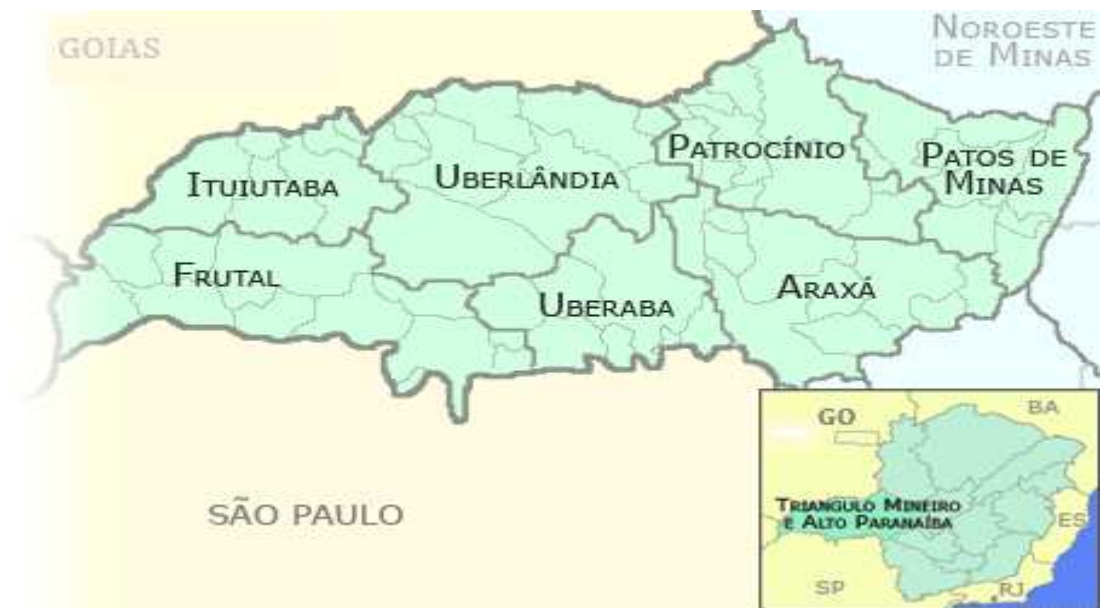 GOIAS
NOROESTE
DE MINAS
PATROCÍNIO
PATOS DE
MINAS
ITUIUTABA
UBERLÂNDIA
FRUTAL
UBERABA
ARAXÁ
SÃO PAULO
GO
BA
TRIANGULO MINEIRO
E ALTO PARANAÍBA
ES
SP
RJ